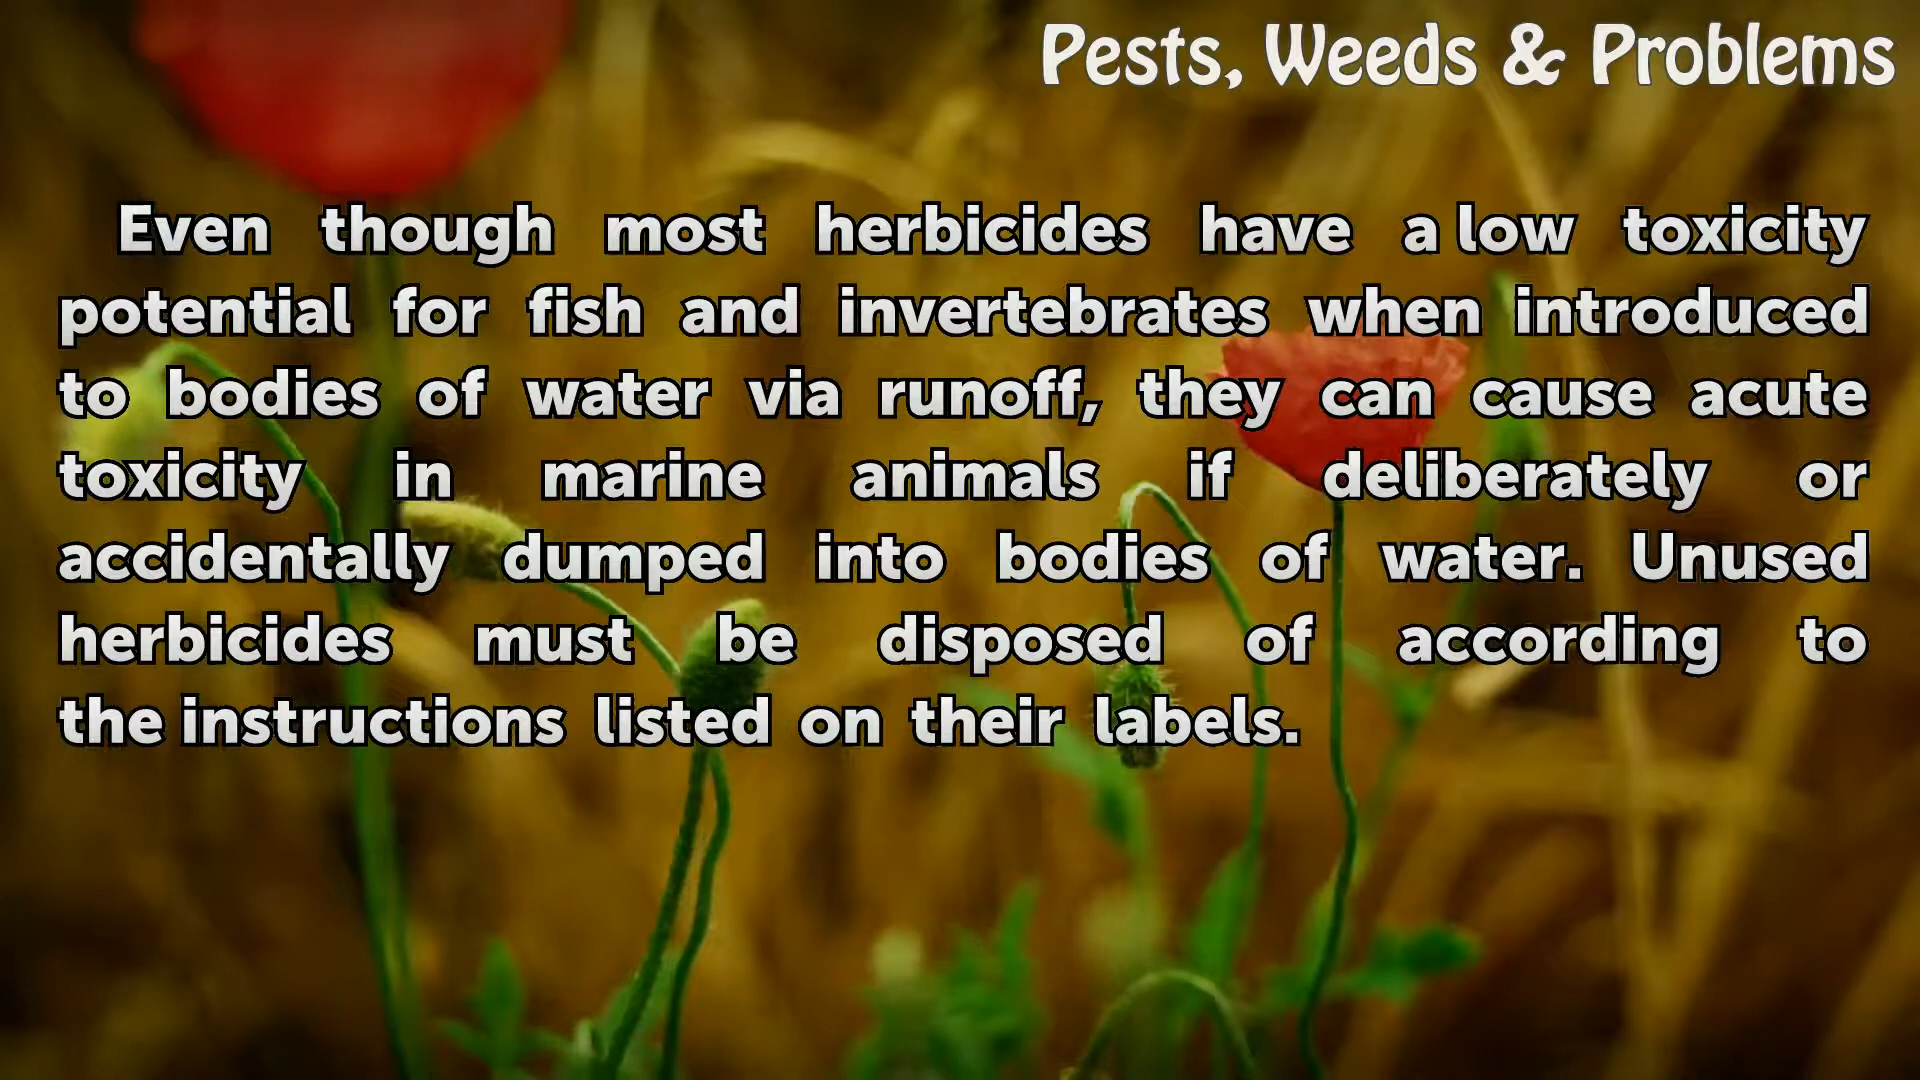 Pests, Weeds & Problems
Even though most herbicides have a low toxicity
potential for fish and invertebrates when introduced
to bodies of water via runoff, they can cause acute
toxicity in marine animals if deliberately or
accidentally dumped into bodies of water. Unused
herbicides must be disposed of according to
the instructions listed on their labels.